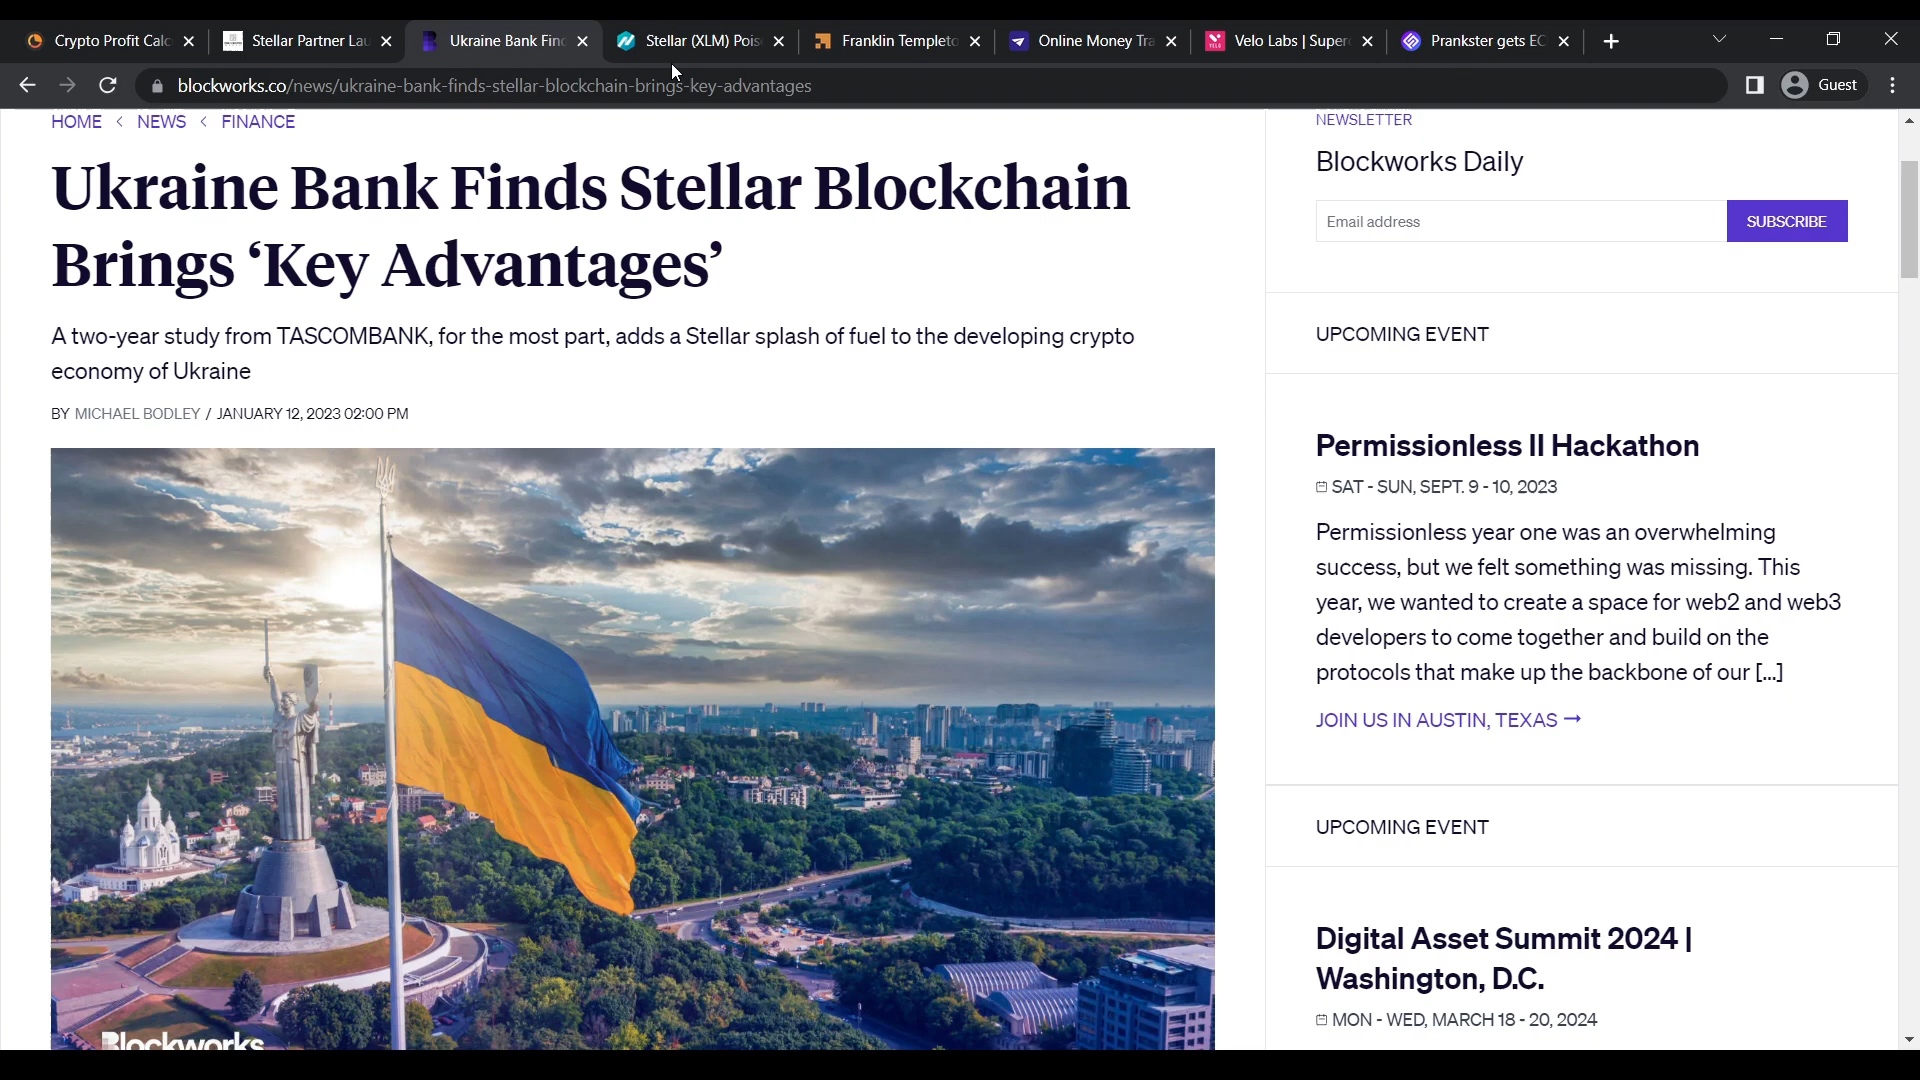 Crypto Profit Calc
Stellar Partner Lau
Ukraine Bank Find
Stellar (XLM) Pois
Franklin Templeto
Online Money Tra
Velo Labs | Super
Prankster gets EC
blockworks.co/news/ukraine-bank-finds-stellar-blockchain-brings-key-advantages
Guest
HOME < NEWS < FINANCE
Ukraine Bank Finds Stellar Blockchain
Brings ‘Key Advantages’
A two-year study from TASCOMBANK, for the most part, adds a Stellar splash of fuel to the developing crypto
economy of Ukraine
BY MICHAEL BODLEY / JANUARY 12, 2023 02:00 PM
Blockworks
NEWSLETTER
Blockworks Daily
Email address
SUBSCRIBE
UPCOMING EVENT
Permissionless II Hackathon
SAT - SUN, SEPT. 9 - 10, 2023
Permissionless year one was an overwhelming
success, but we felt something was missing. This
year, we wanted to create a space for web2 and web3
developers to come together and build on the
protocols that make up the backbone of our [...]
JOIN US IN AUSTIN, TEXAS →
UPCOMING EVENT
Digital Asset Summit 2024 |
Washington, D.C.
MON - WED, MARCH 18 - 20, 2024